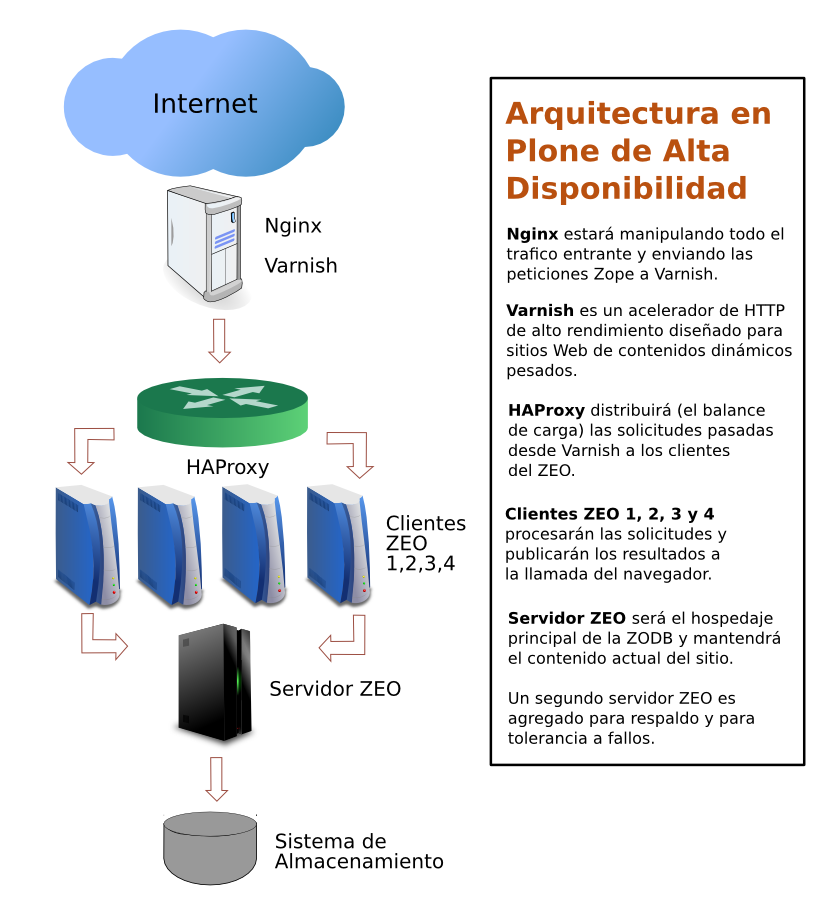 Internet
Nginx
Varnish
HAProxy
Clientes
ZEO
1,2,3,4
Servidor ZEO
Sistema de
Almacenamiento
Arquitectura en
Plone de Alta
Disponibilidad
Nginx estará manipulando todo el
trafico entrante y enviando las
peticiones Zope a Varnish.
Varnish es un acelerador de HTTP
de alto rendimiento diseñado para
sitios Web de contenidos dinámicos
pesados.
HAProxy distribuirá (el balance
de carga) las solicitudes pasadas
desde Varnish a los clientes
del ZEO.
Clientes ZEO 1, 2, 3 y 4
procesarán las solicitudes y
publicarán los resultados a
la llamada del navegador.
Servidor ZEO será el hospedaje
principal de la ZODB y mantendrá
el contenido actual del sitio.
Un segundo servidor ZEO es
agregado para respaldo y para
tolerancia a fallos.